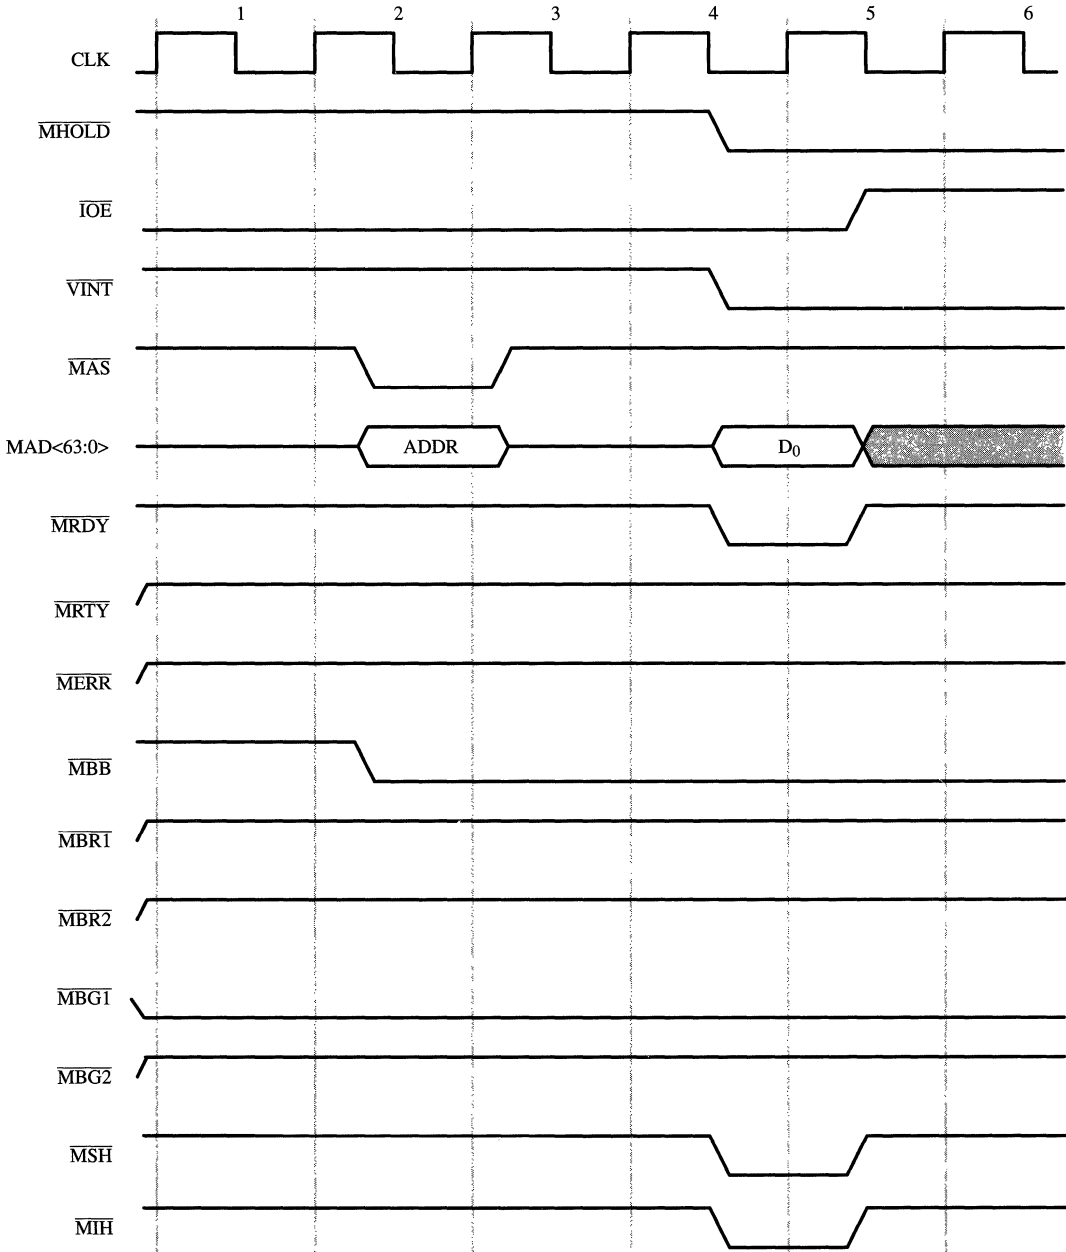 1 2 3 4 5 6
CLK
MHOLD
IOE
VINT
MAS
MAD<63:0> ADDR D0
MRDY
MRTY
MERR
MBB
MBR1
MBR2
MBG1
MBG2
MSH
MIH